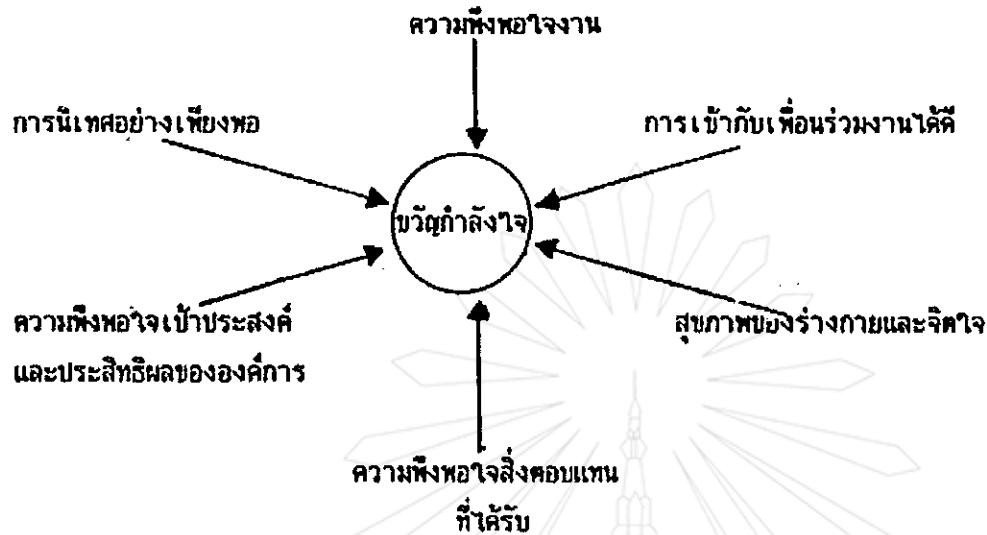 ความพึงพอใจงาน
การนิเทศอย่างเพียงพอ
การเข้ากับเพื่อนร่วมงานได้ดี
ขวัญกำลังใจ
ความพึงพอใจเป้าประสงค์
และประสิทธิผลขององค์การ
สุขภาพของร่างกายและจิตใจ
ความพึงพอใจสิ่งตอบแทน
ที่ได้รับ